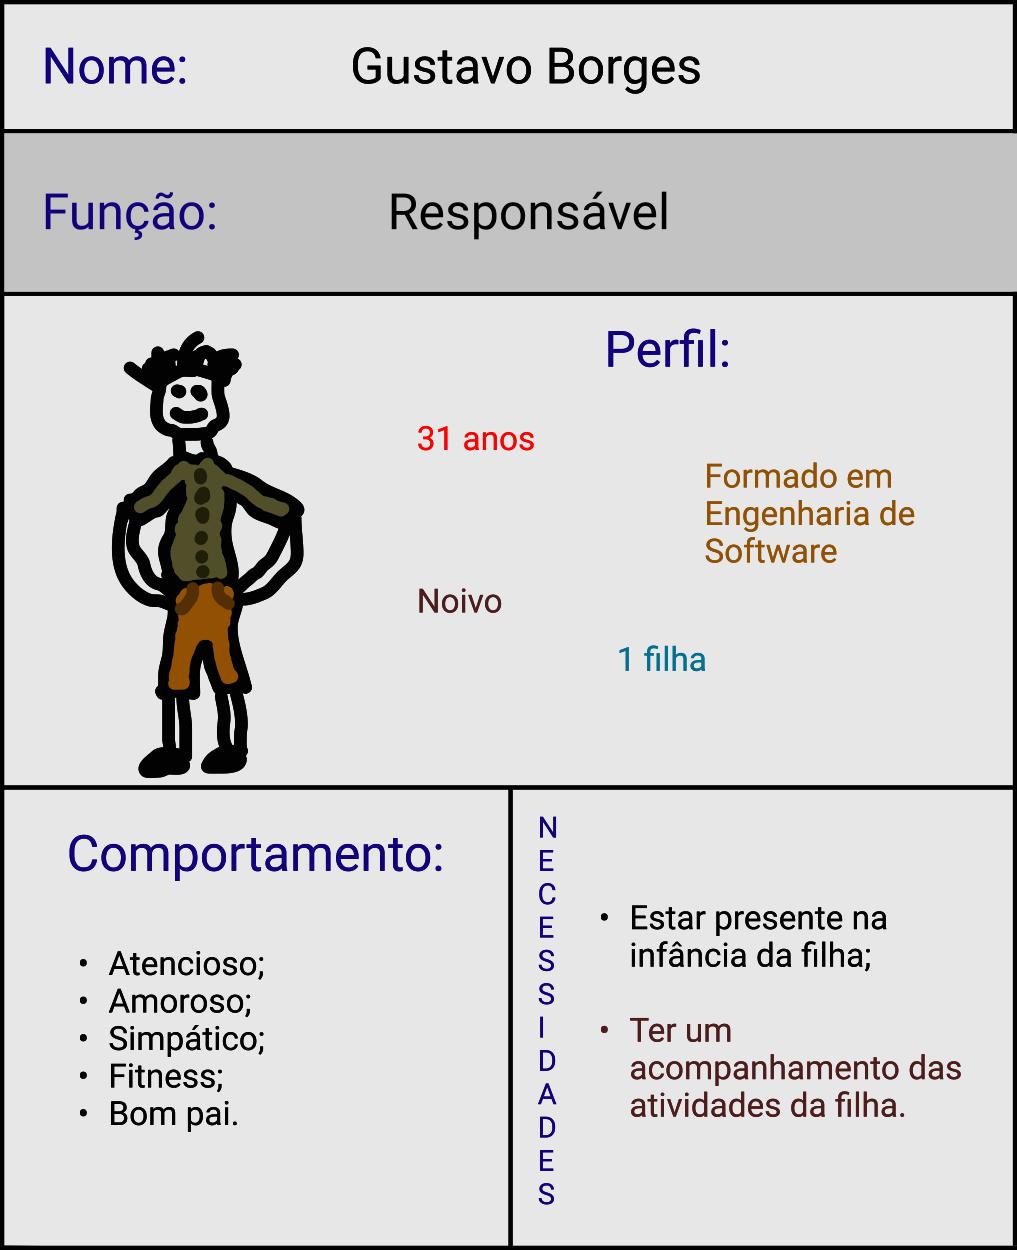 Nome: Gustavo Borges
Função: Responsável
Perfil:
31 anos
Formado em
Engenharia de
Software
Noivo
1 filha
Comportamento:
• Atencioso;
• Amoroso;
• Simpático;
• Fitness;
• Bom pai.
NECESSIDADES
• Estar presente na
infância da filha;
• Ter um
acompanhamento das
atividades da filha.